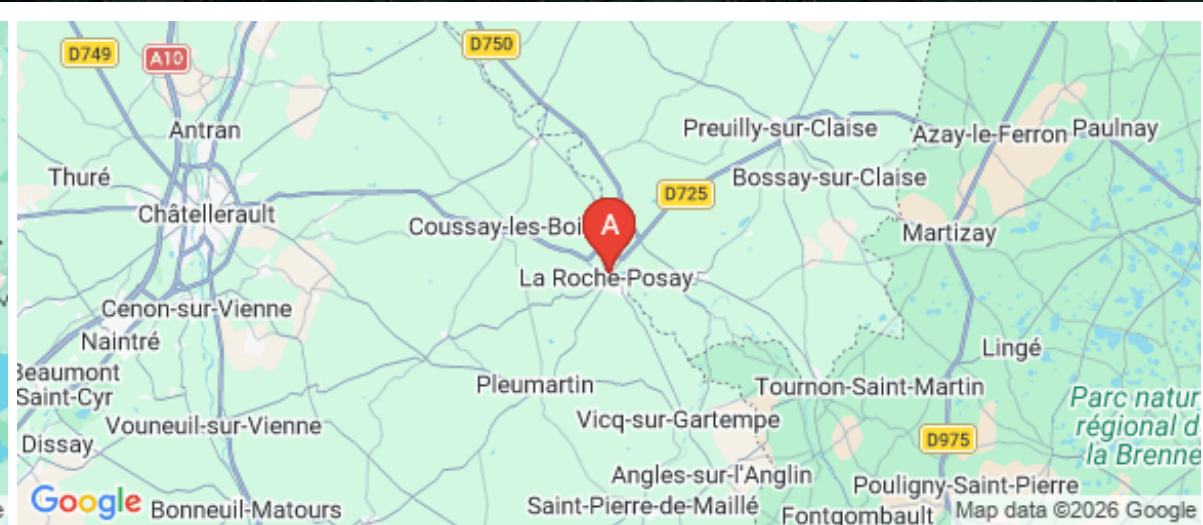 D749
A10
D750
Antran
Preuilly-sur-Claise
Azay-le-Ferron
Paulnay
Thuré
Bossay-sur-Claise
D725
Châtellerault
Coussay-les-Boi
A
Martizay
La Roche-Posay
Cenon-sur-Vienne
Naintré
Lingé
Beaumont
Saint-Cyr
Pleumartin
Tournon-Saint-Martin
Parc natur
régional d
la Brenne
Vouneuil-sur-Vienne
Vicq-sur-Gartempe
Dissay
D975
Angles-sur-l'Anglin
Pouligny-Saint-Pierre
Google
Bonneuil-Matours
Saint-Pierre-de-Maillé
Fontgombault
Map data ©2026 Google